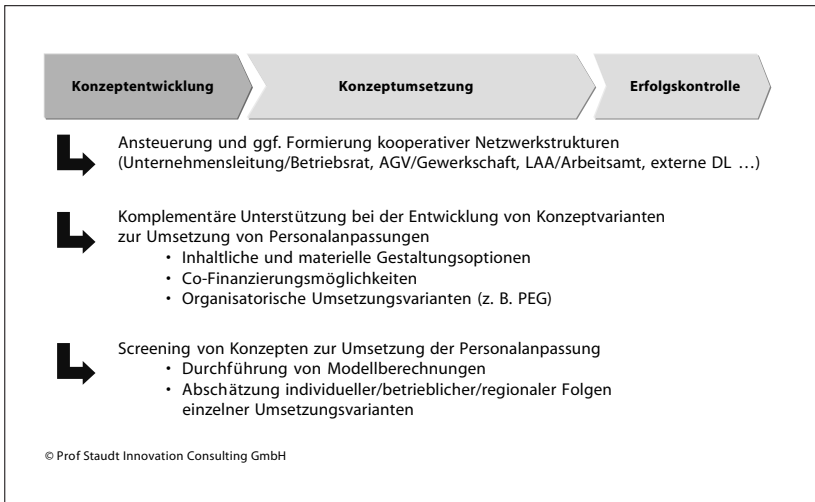 Konzeptentwicklung
Konzeptumsetzung
Erfolgskontrolle
Ansteuerung und ggf. Formierung kooperativer Netzwerkstrukturen
(Unternehmensleitung/Betriebsrat, AGV/Gewerkschaft, LAA/Arbeitsamt, externe DL …)
Komplementäre Unterstützung bei der Entwicklung von Konzeptvarianten
zur Umsetzung von Personalanpassungen
• Inhaltliche und materielle Gestaltungsoptionen
• Co-Finanzierungsmöglichkeiten
• Organisatorische Umsetzungsvarianten (z. B. PEG)
Screening von Konzepten zur Umsetzung der Personalanpassung
• Durchführung von Modellberechnungen
• Abschätzung individueller/betrieblicher/regionaler Folgen
einzelner Umsetzungsvarianten
© Prof Staudt Innovation Consulting GmbH